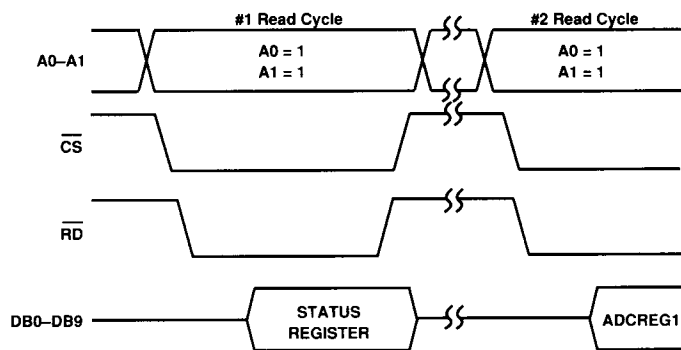 #1 Read Cycle
#2 Read Cycle
A0–A1
A0 = 1
A1 = 1
A0 = 1
A1 = 1
CS
RD
DB0–DB9
STATUS
REGISTER
ADCREG1